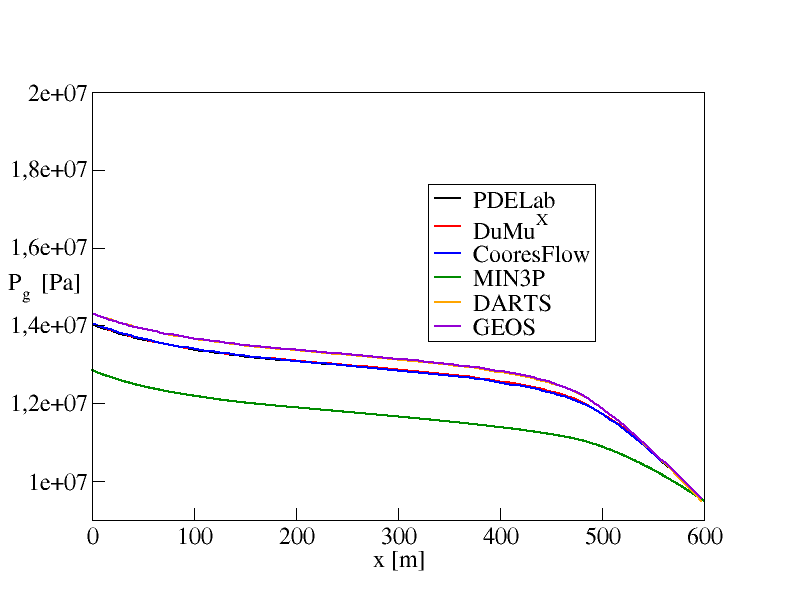 2e+07
1,8e+07
1,6e+07
P_g [Pa]
1,4e+07
1,2e+07
1e+07
PDELab
DuMu^X
CooresFlow
MIN3P
DARTS
GEOS
0 100 200 300 400 500 600
x [m]